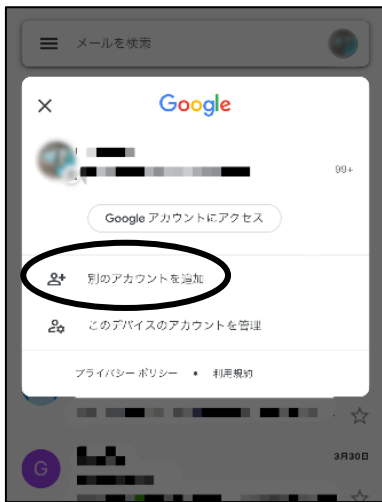 メールを検索
Google
99+
Google アカウントにアクセス
別のアカウントを追加
このデバイスのアカウントを管理
プライバシー ポリシー • 利用規約
G
3月30日